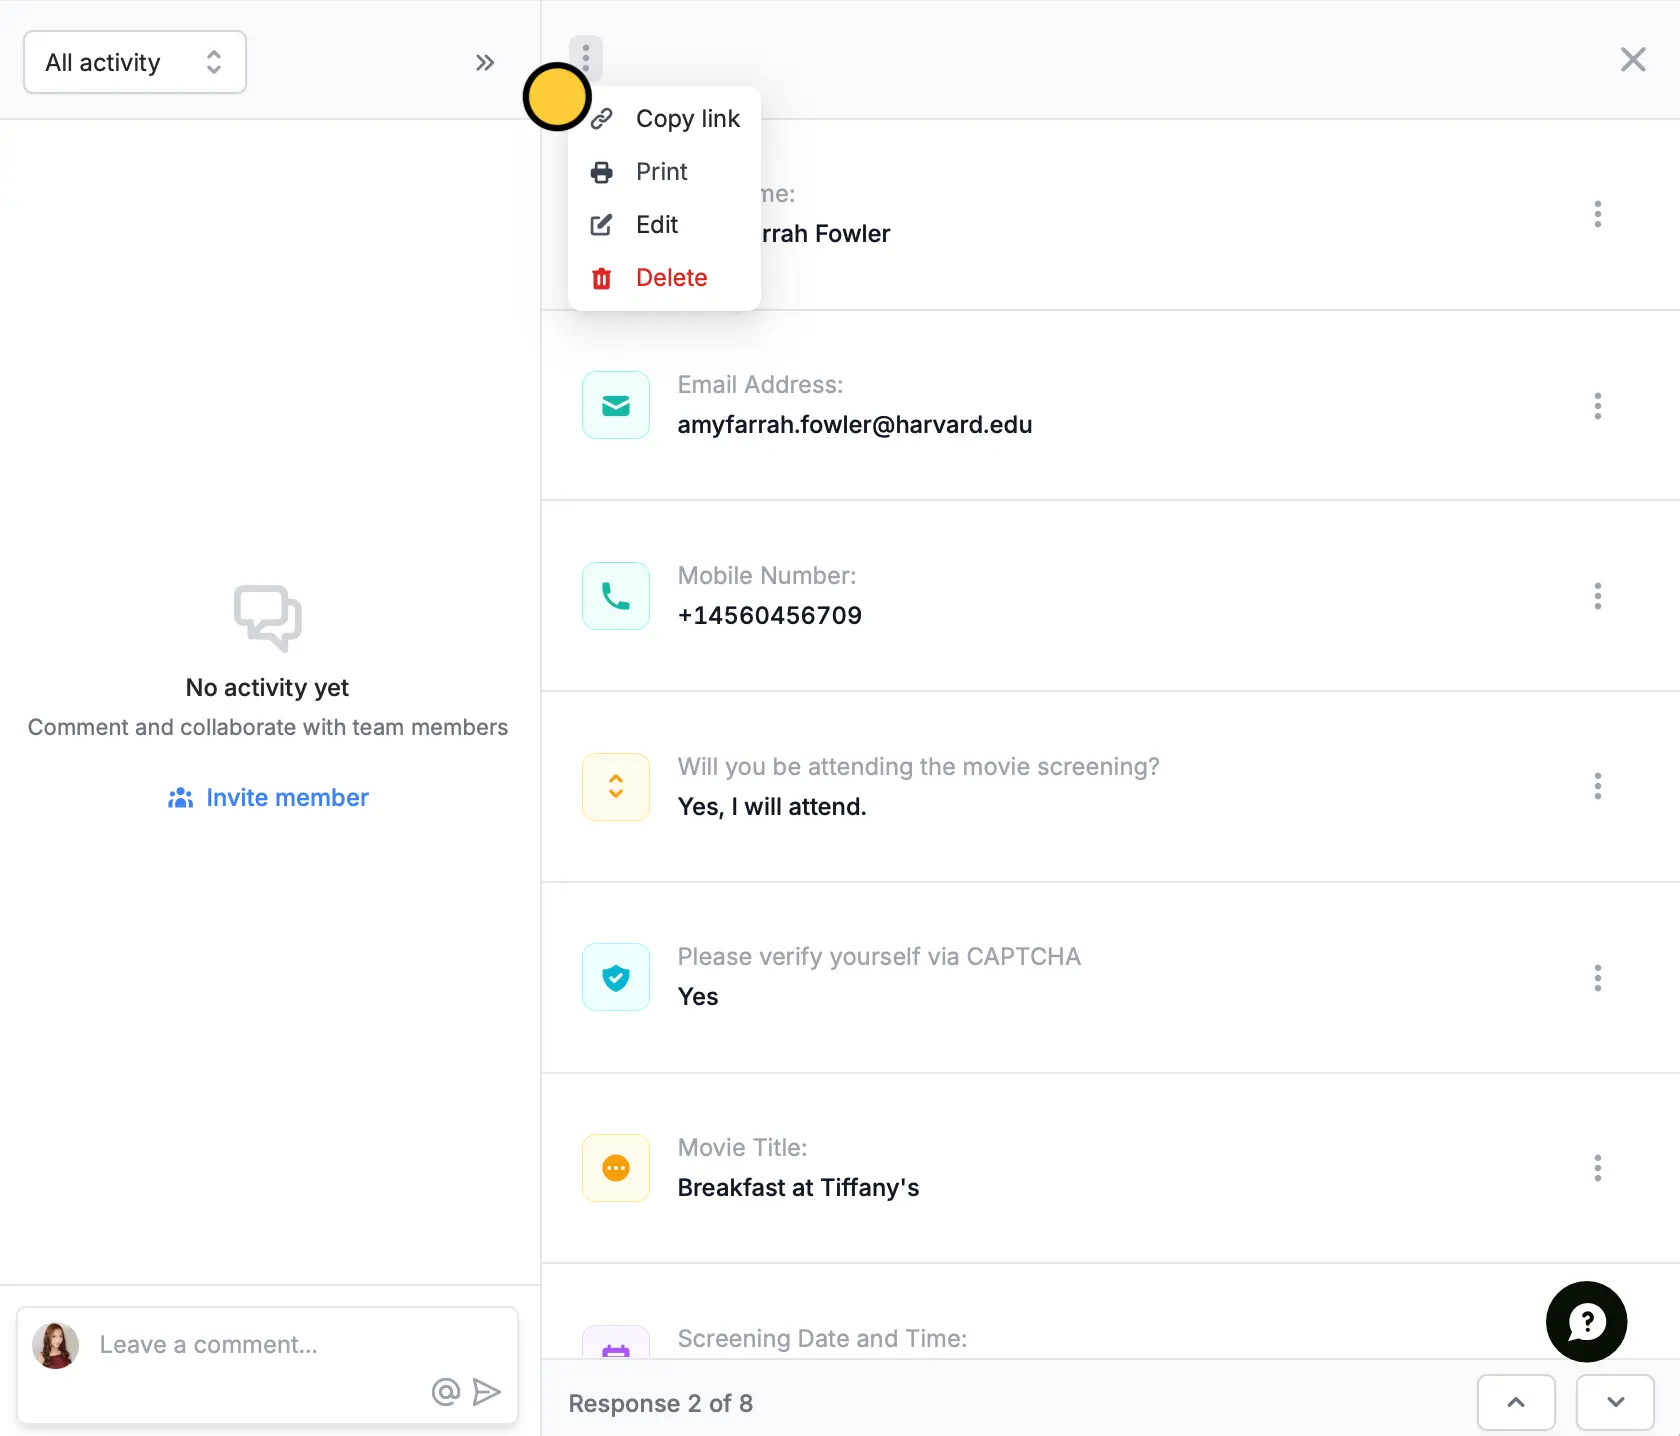 All activity
Copy link
Print
Edit
Delete
me:
rrah Fowler
Email Address:
amyfarrah.fowler@harvard.edu
Mobile Number:
+14560456709
Will you be attending the movie screening?
Yes, I will attend.
Please verify yourself via CAPTCHA
Yes
Movie Title:
Breakfast at Tiffany's
Screening Date and Time:
Response 2 of 8
No activity yet
Comment and collaborate with team members
Invite member
Leave a comment...